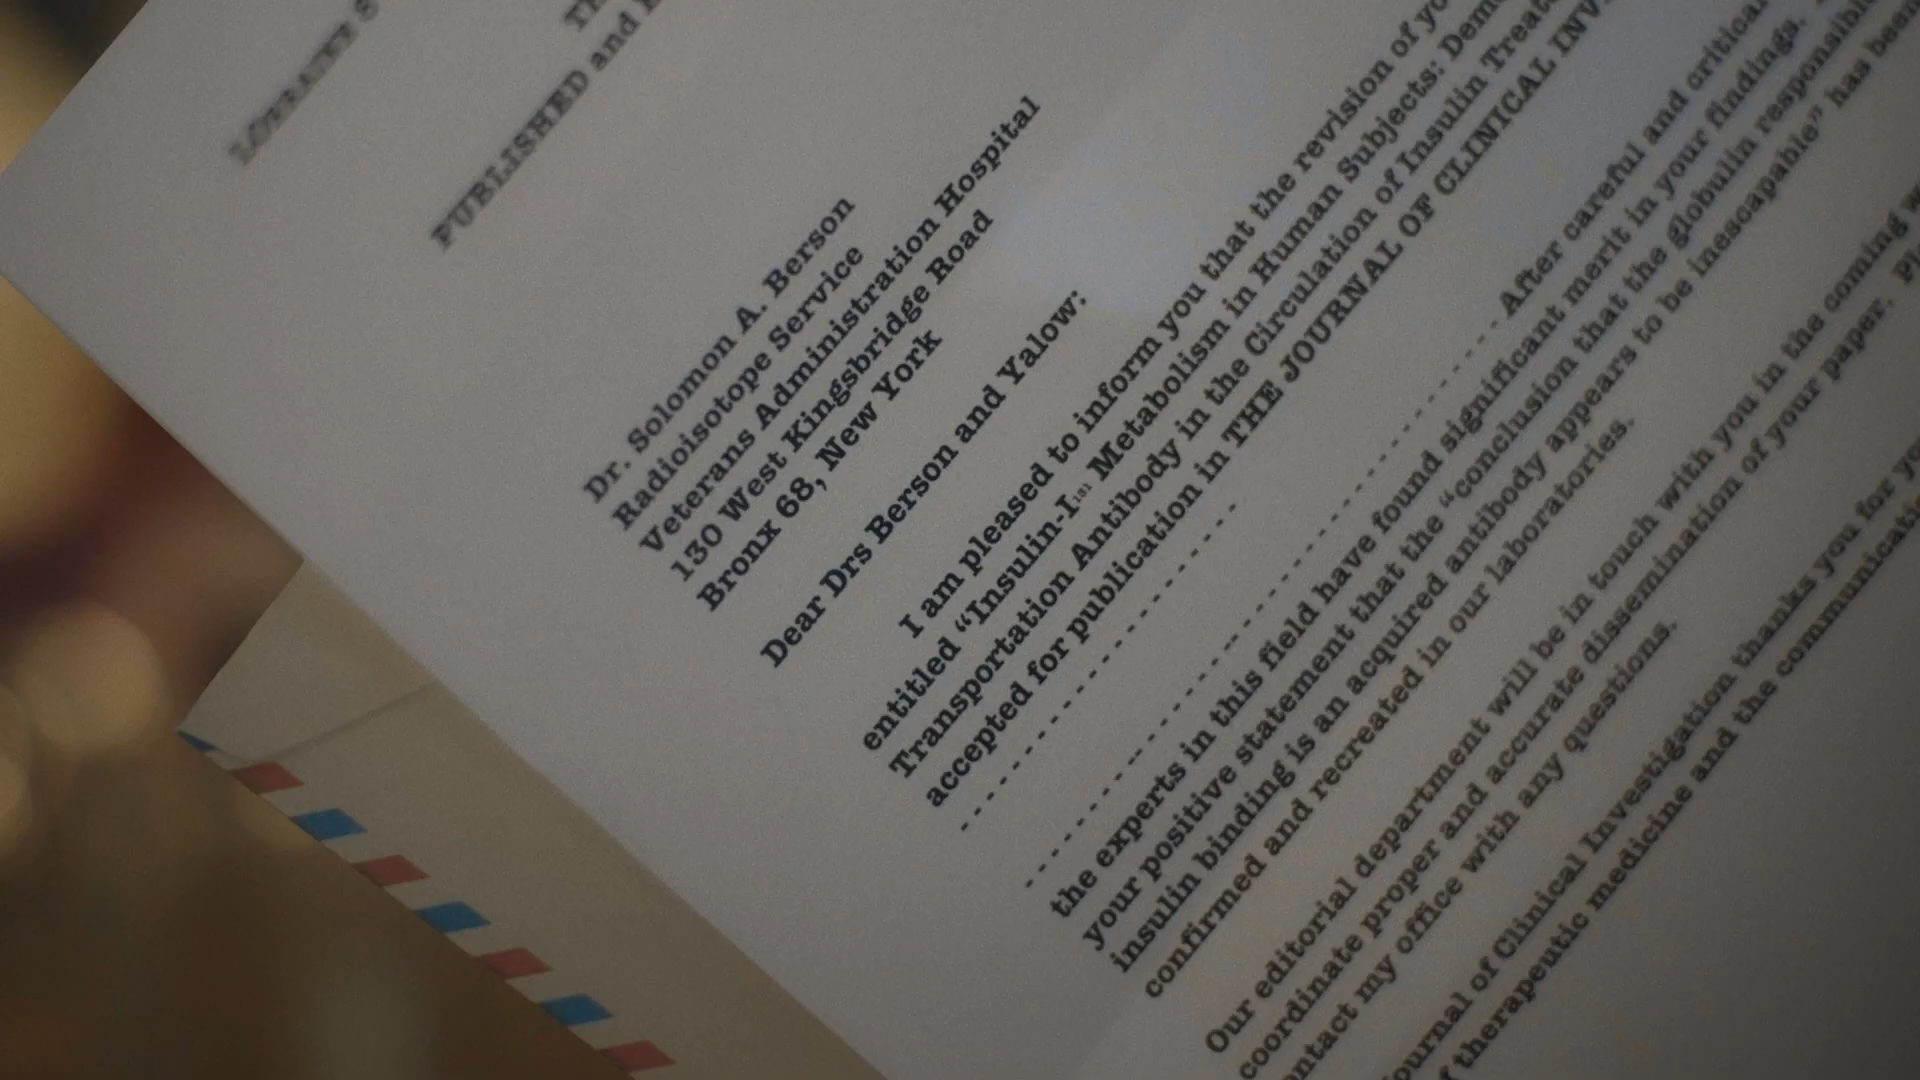 LORRAINE S
PUBLISHED and
Dr. Solomon A. Berson
Radioisotope Service
Veterans Administration Hospital
130 West Kingsbridge Road
Bronx 68, New York
Dear Drs Berson and Yalow:
I am pleased to inform you that the revision of
entitled “Insulin-I131 Metabolism in Human Subjects:
Transportation Antibody in the Circulation of Insulin
accepted for publication in THE JOURNAL OF CLINICAL
After careful and critical
the experts in this field have found significant merit in your findings.
your positive statement that the “conclusion that the globulin responsible
insulin binding is an acquired antibody appears to be inescapable” has been
confirmed and recreated in our laboratories.
Our editorial department will be in touch with you in the coming
coordinate proper and accurate dissemination of your paper.
contact my office with any questions.
Journal of Clinical Investigation thanks you for
of therapeutic medicine and the